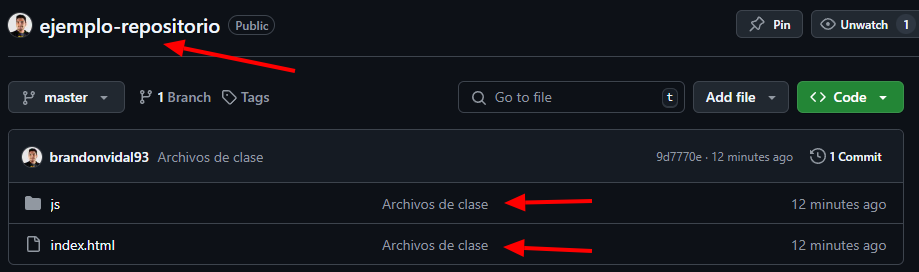 ejemplo-repositorio Public Pin Unwatch 1
master 1 Branch Tags Go to file t Add file Code
brandonvidal93 Archivos de clase 9d7770e · 12 minutes ago 1 Commit
js Archivos de clase 12 minutes ago
index.html Archivos de clase 12 minutes ago